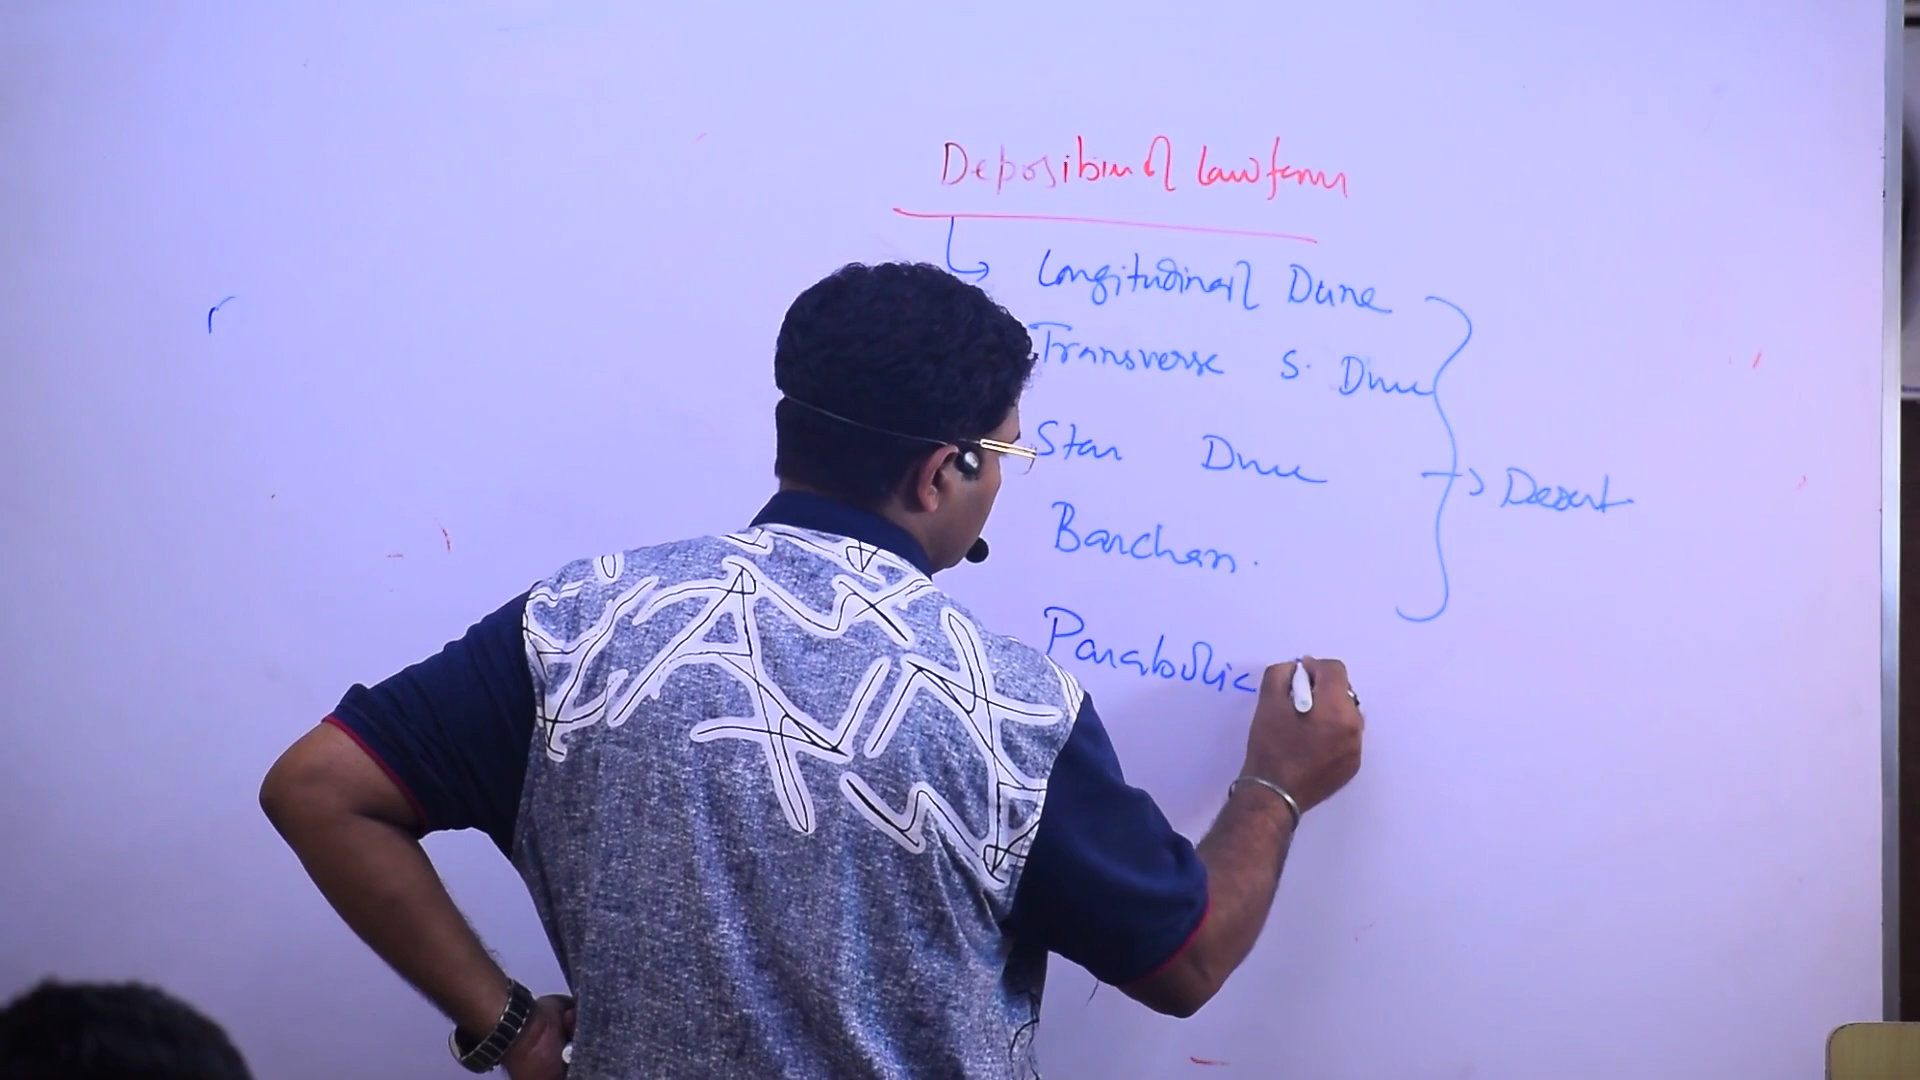 Depositional landform
Longitudinal Dune
Transverse S. Dune
Star Dune
Desert
Barchan.
Parabolic